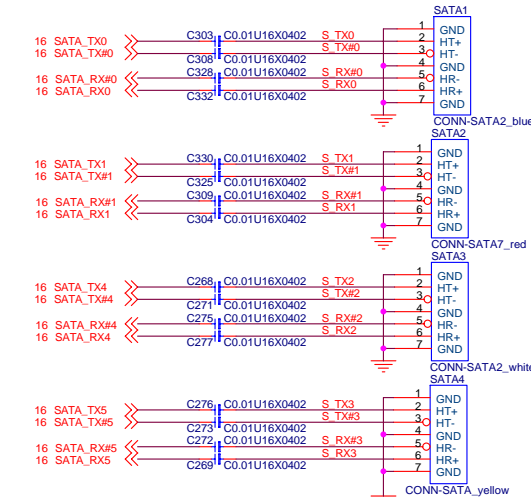 SATA1
16 SATA_TX0 C303 C0.01U16X0402 S_TX0 1 GND
16 SATA_TX#0 C308 C0.01U16X0402 S_TX#0 2 HT+
3 HT-
16 SATA_RX#0 C328 C0.01U16X0402 S_RX#0 4 GND
16 SATA_RX0 C332 C0.01U16X0402 S_RX0 5 HR-
6 HR+
7 GND
CONN-SATA2_blue
SATA2
16 SATA_TX1 C330 C0.01U16X0402 S_TX1 1 GND
16 SATA_TX#1 C325 C0.01U16X0402 S_TX#1 2 HT+
3 HT-
16 SATA_RX#1 C309 C0.01U16X0402 S_RX#1 4 GND
16 SATA_RX1 C304 C0.01U16X0402 S_RX1 5 HR-
6 HR+
7 GND
CONN-SATA7_red
SATA3
16 SATA_TX4 C268 C0.01U16X0402 S_TX2 1 GND
16 SATA_TX#4 C271 C0.01U16X0402 S_TX#2 2 HT+
3 HT-
16 SATA_RX#4 C275 C0.01U16X0402 S_RX#2 4 GND
16 SATA_RX4 C277 C0.01U16X0402 S_RX2 5 HR-
6 HR+
7 GND
CONN-SATA2_white
SATA4
16 SATA_TX5 C276 C0.01U16X0402 S_TX3 1 GND
16 SATA_TX#5 C273 C0.01U16X0402 S_TX#3 2 HT+
3 HT-
16 SATA_RX#5 C272 C0.01U16X0402 S_RX#3 4 GND
16 SATA_RX5 C269 C0.01U16X0402 S_RX3 5 HR-
6 HR+
7 GND
CONN-SATA_yellow